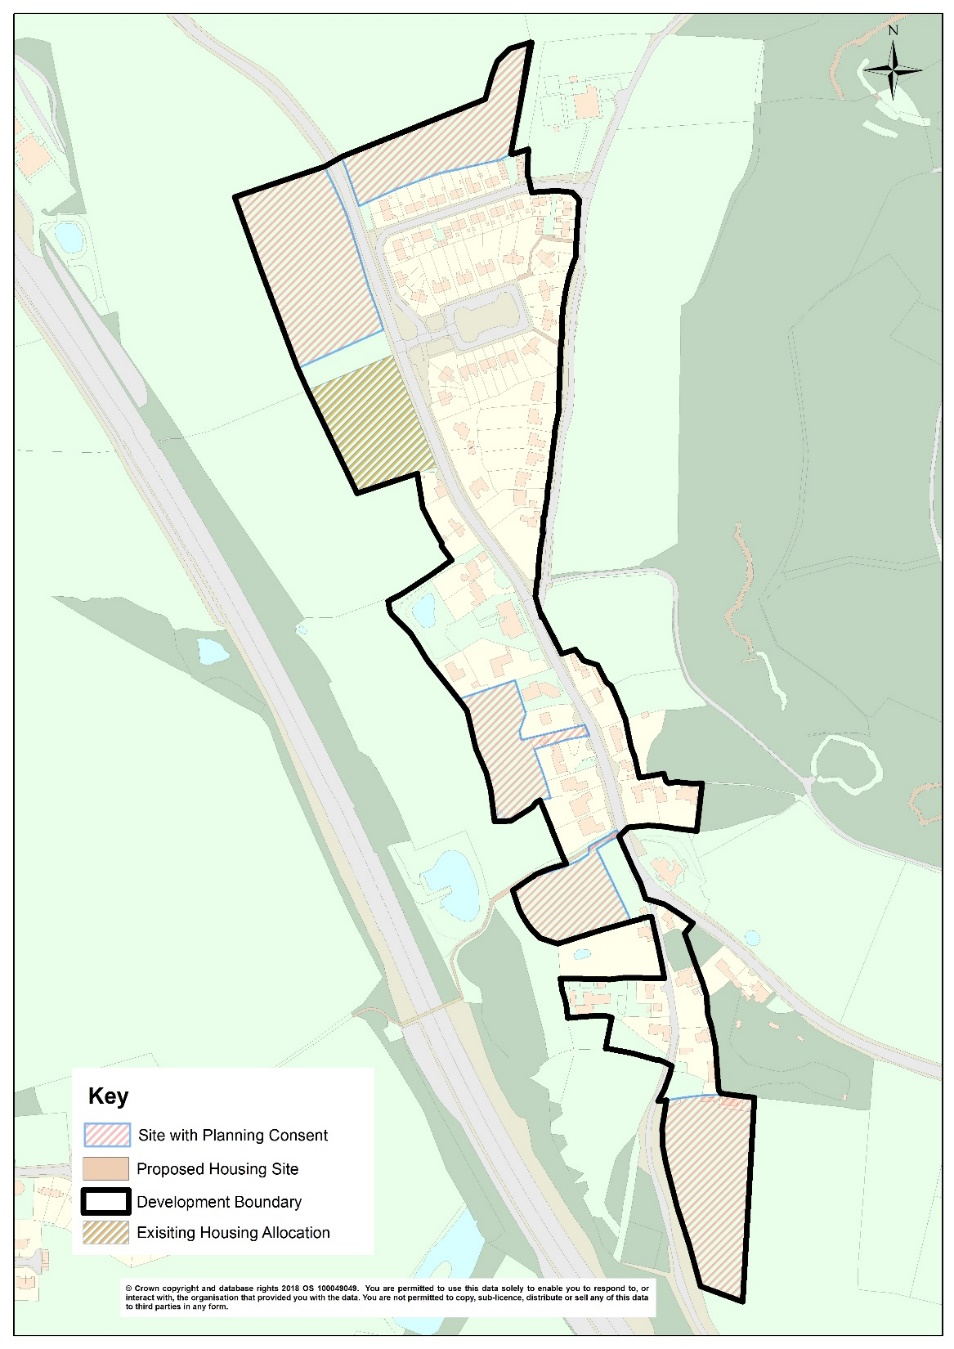 N
Key
Site with Planning Consent
Proposed Housing Site
Development Boundary
Exisiting Housing Allocation
© Crown copyright and database rights 2018 OS 100049049. You are permitted to use this data solely to enable you to respond to, or
interact with, the organisation that provided you with the data. You are not permitted to copy, sub-licence, distribute or sell any of this data
to third parties in any form.